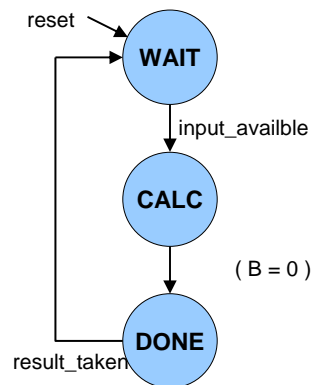 reset
WAIT
input_availble
CALC
( B = 0 )
DONE
result_taken